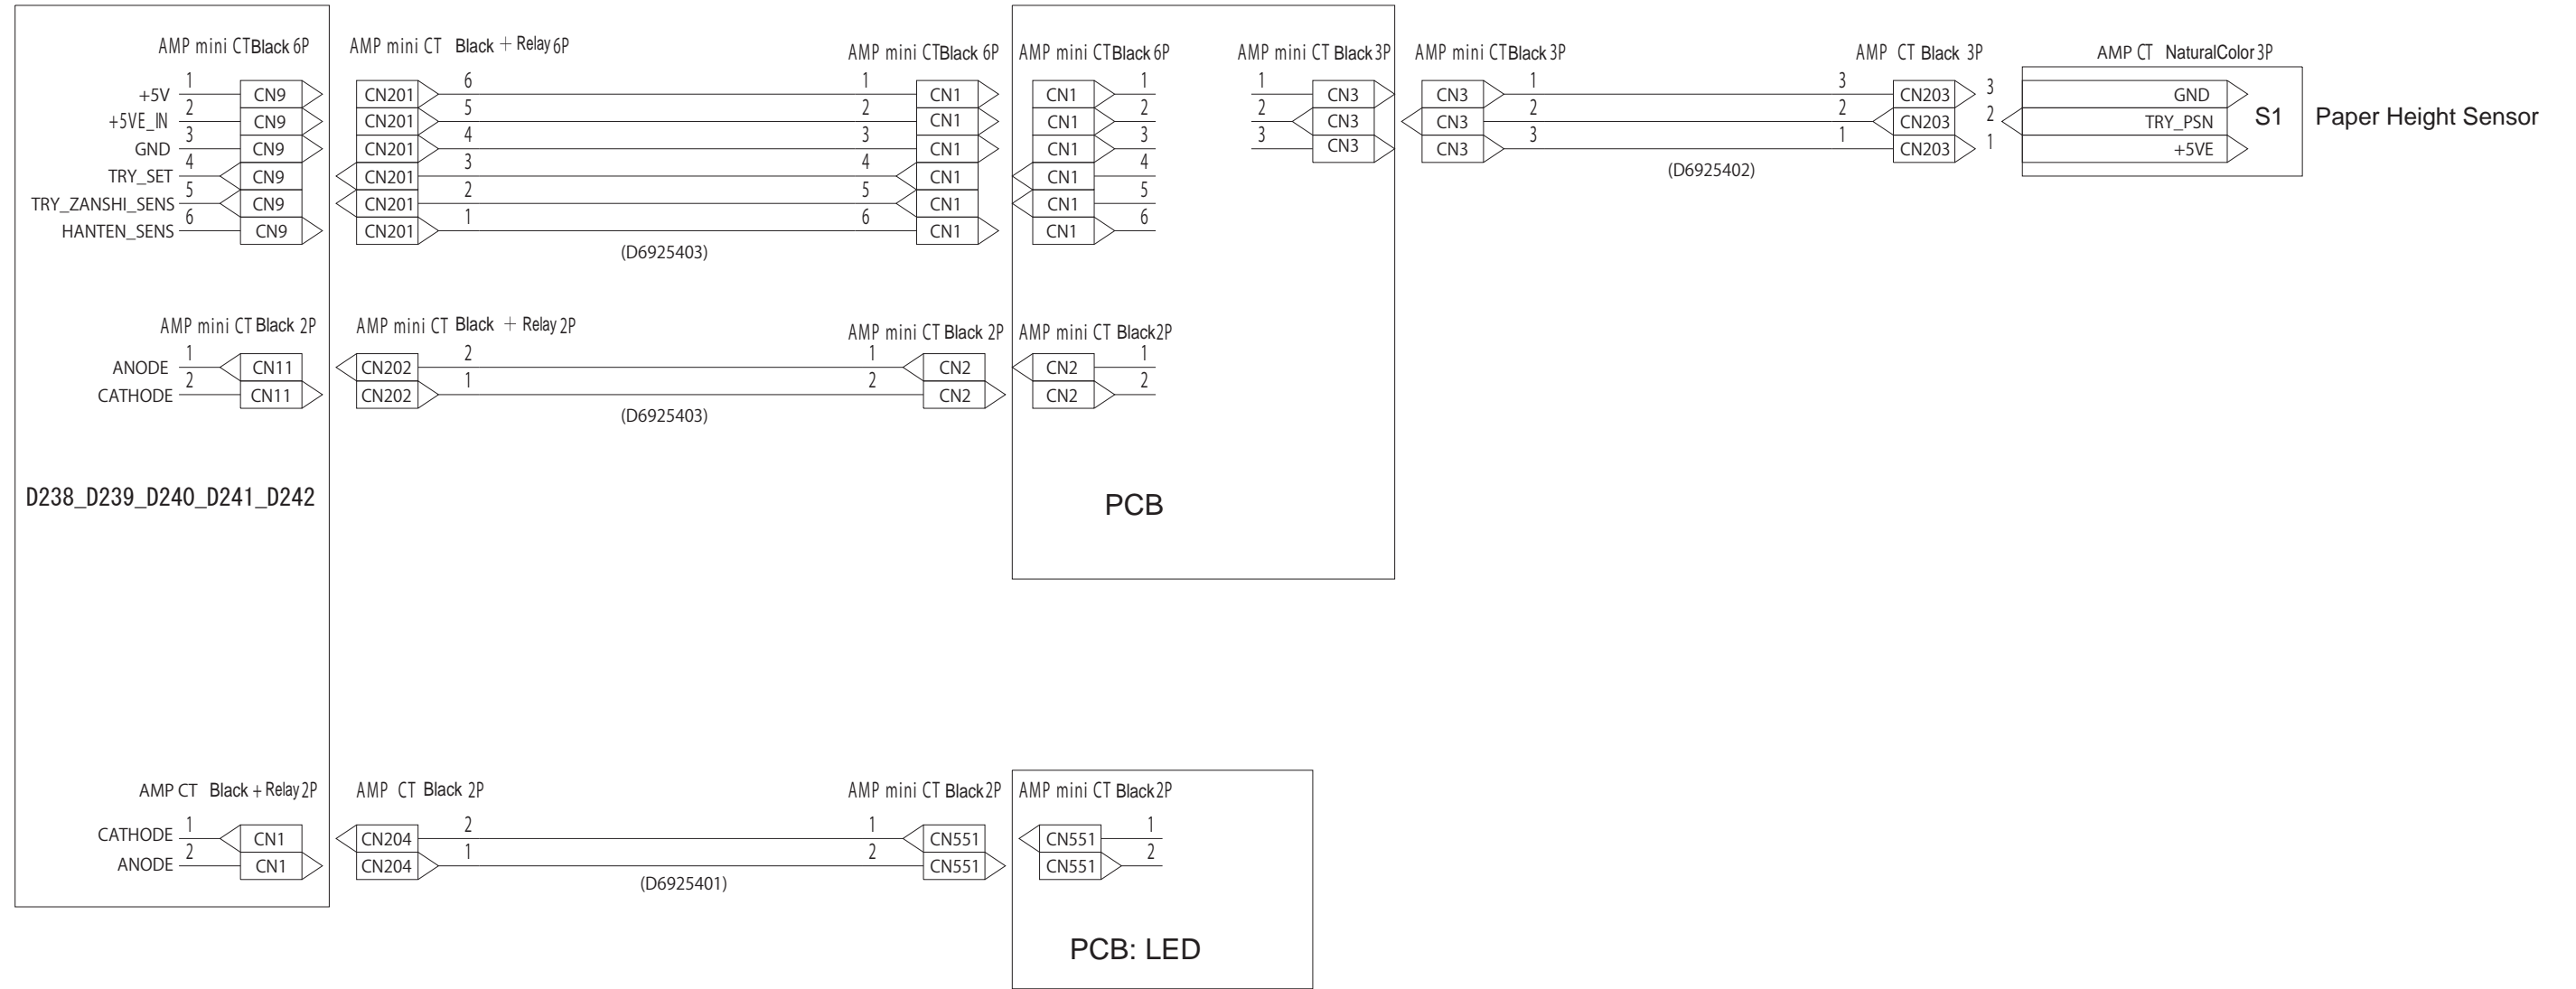 AMP mini CTBlack 6P AMP mini CT Black + Relay 6P AMP mini CTBlack 6P AMP mini CTBlack 6P AMP mini CT Black 3P AMP mini CTBlack 3P AMP CT Black 3P AMP CT NaturalColor 3P
+5V 1 CN9 CN201 6 1 CN1 CN1 1 1 CN3 CN3 1 3 CN203 3 GND
+5VE_IN 2 CN9 CN201 5 2 CN1 CN1 2 2 CN3 CN3 2 2 CN203 2 TRY_PSN S1 Paper Height Sensor
GND 3 CN9 CN201 4 3 CN1 CN1 3 3 CN3 CN3 3 1 CN203 1 +5VE
TRY_SET 4 CN9 CN201 3 4 CN1 CN1 4 (D6925402)
TRY_ZANSHI_SENS 5 CN9 CN201 2 5 CN1 CN1 5
HANTEN_SENS 6 CN9 CN201 1 6 CN1 CN1 6
(D6925403)
AMP mini CT Black 2P AMP mini CT Black + Relay 2P AMP mini CT Black 2P AMP mini CT Black2P
ANODE 1 CN11 CN202 2 1 CN2 CN2 1
CATHODE 2 CN11 CN202 1 2 CN2 CN2 2
(D6925403)
D238_D239_D240_D241_D242 PCB
AMP CT Black + Relay 2P AMP CT Black 2P AMP mini CT Black2P AMP mini CT Black2P
CATHODE 1 CN1 CN204 2 1 CN551 CN551 1
ANODE 2 CN1 CN204 1 2 CN551 CN551 2
(D6925401)
PCB: LED